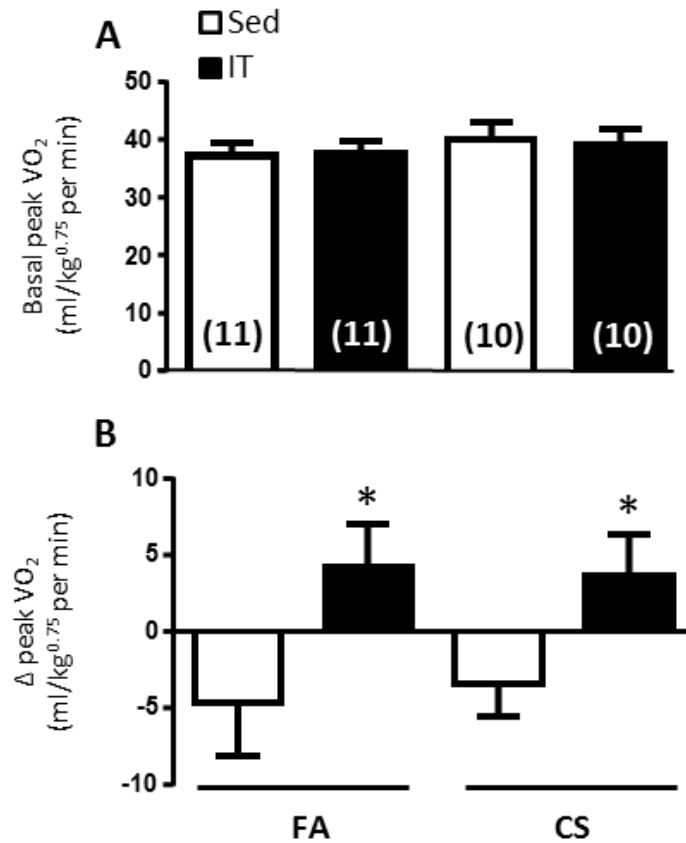 A
Sed
IT
Basal peak VO₂
(ml/kg⁰·⁷⁵ per min)
50
40
30
20
10
0
(11) (11) (10) (10)
B
Δ peak VO₂
(ml/kg⁰·⁷⁵ per min)
10
5
0
-5
-10
* *
FA CS